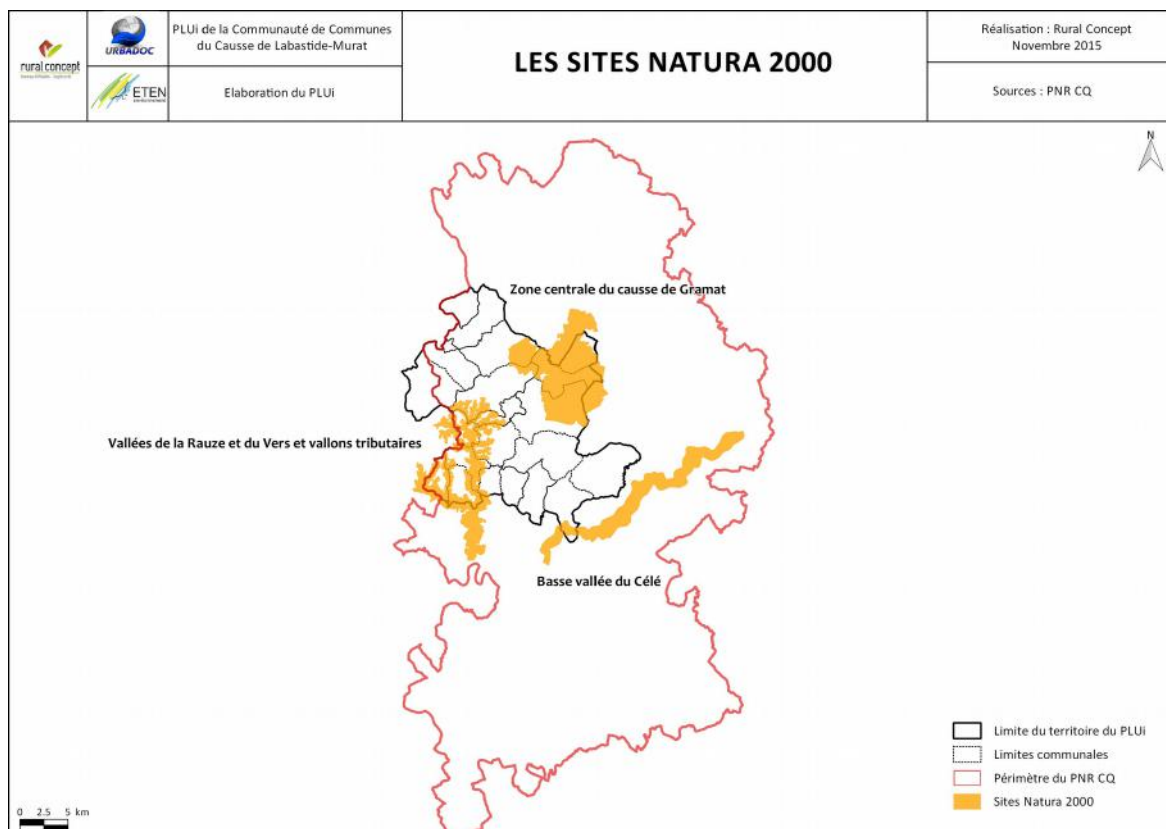 rural concept
URBADOC
ETEN
PLUi de la Communauté de Communes
du Causse de Labastide-Murat
Elaboration du PLUi
LES SITES NATURA 2000
Réalisation : Rural Concept
Novembre 2015
Sources : PNR CQ
N
Zone centrale du causse de Gramat
Vallées de la Rauze et du Vers et vallons tributaires
Basse vallée du Célé
Limite du territoire du PLUi
Limites communales
Périmètre du PNR CQ
Sites Natura 2000
0 2.5 5 km